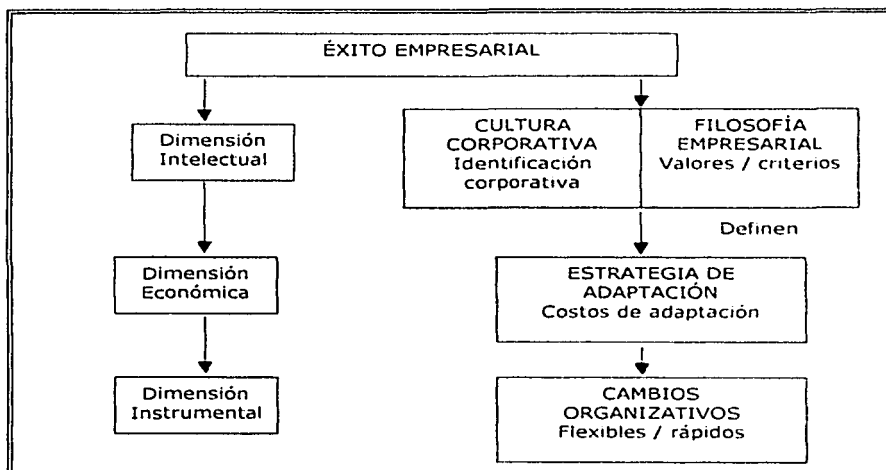 ÉXITO EMPRESARIAL
Dimensión
Intelectual
CULTURA
CORPORATIVA
Identificación
corporativa
FILOSOFÍA
EMPRESARIAL
Valores / criterios
Definen
Dimensión
Económica
ESTRATEGIA DE
ADAPTACIÓN
Costos de adaptación
Dimensión
Instrumental
CAMBIOS
ORGANIZATIVOS
Flexibles / rápidos